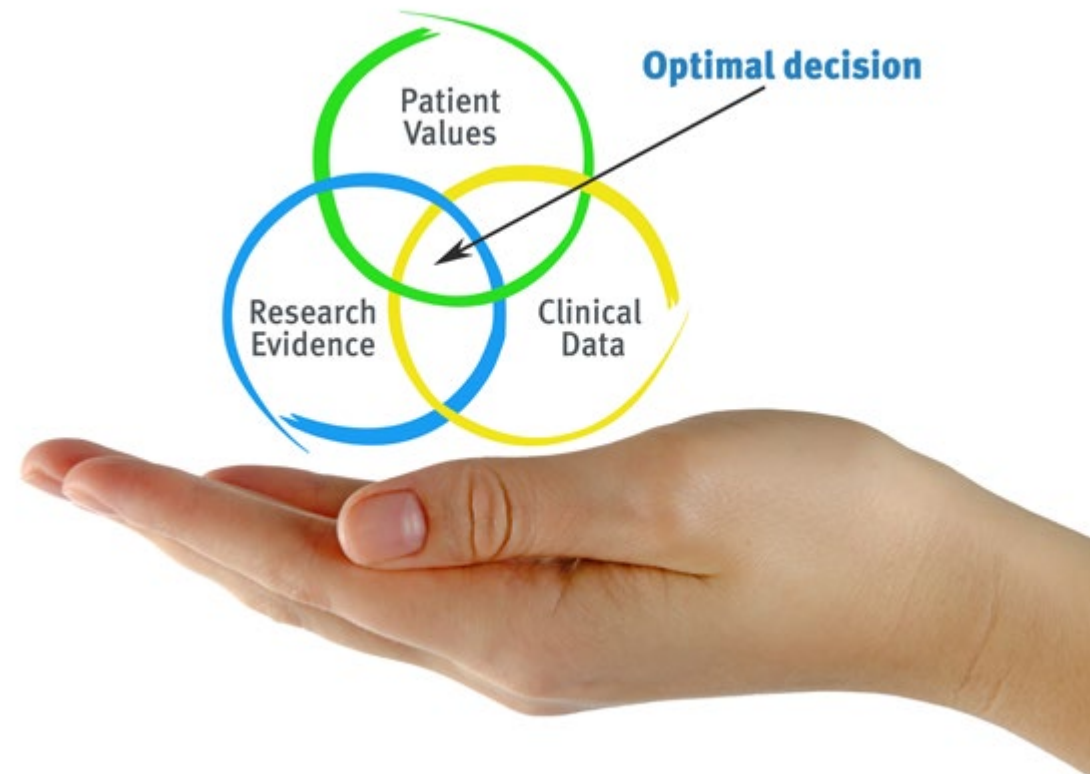 Optimal decision
Patient
Values
Research
Evidence
Clinical
Data